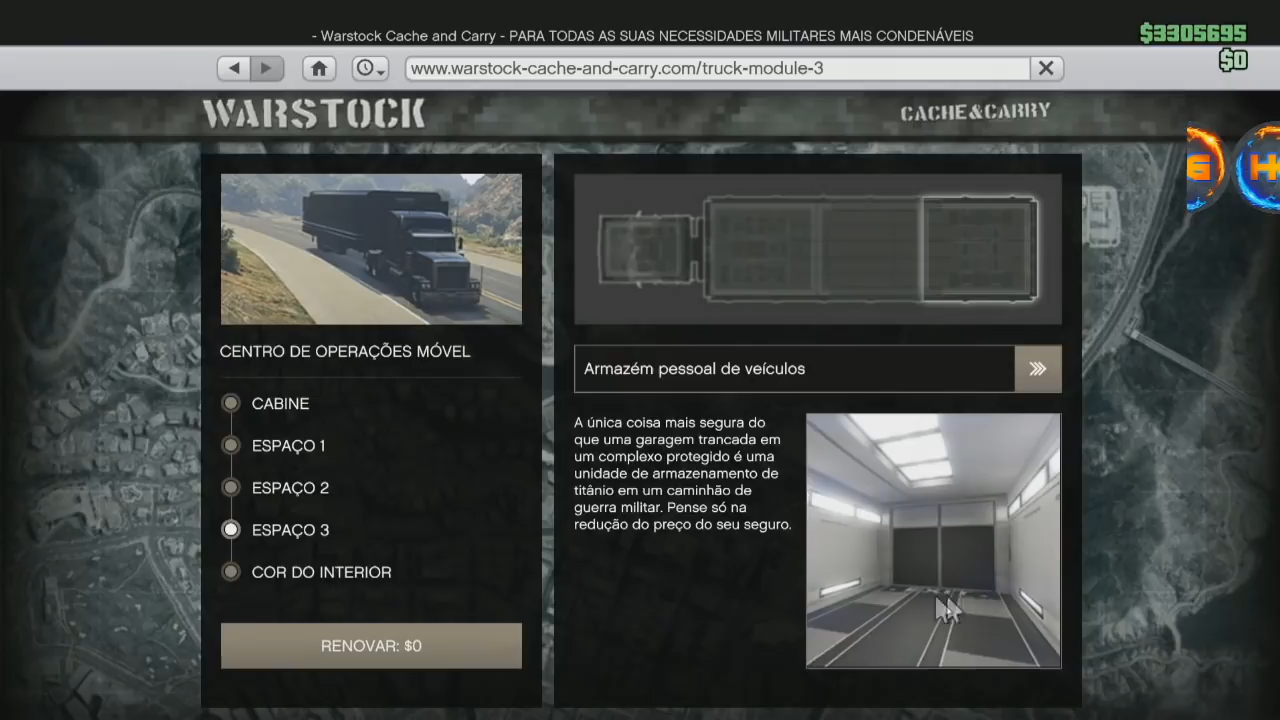 - Warstock Cache and Carry - PARA TODAS AS SUAS NECESSIDADES MILITARES MAIS CONDENÁVEIS
$3305695
$0
www.warstock-cache-and-carry.com/truck-module-3
WARSTOCK
CACHE&CARRY
CENTRO DE OPERAÇÕES MÓVEL
CABINE
ESPAÇO 1
ESPAÇO 2
ESPAÇO 3
COR DO INTERIOR
RENOVAR: $0
Armazém pessoal de veículos
A única coisa mais segura do
que uma garagem trancada em
um complexo protegido é uma
unidade de armazenamento de
titânio em um caminhão de
guerra militar. Pense só na
redução do preço do seu seguro.